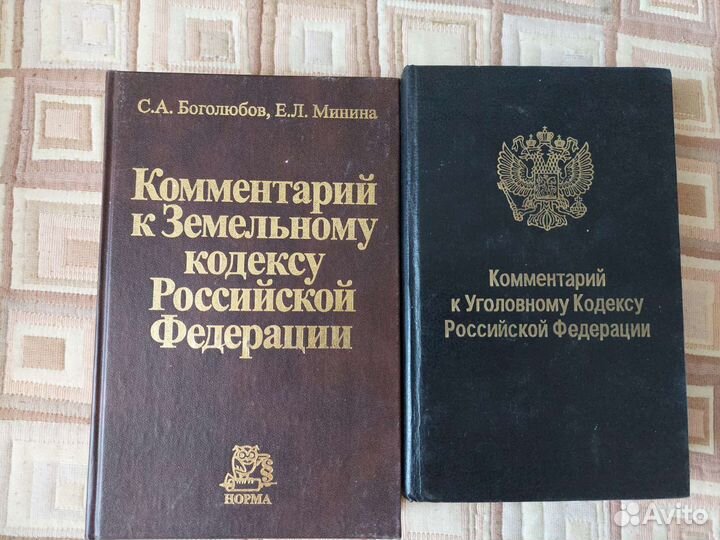 С.А. Боголюбов, Е.Л. Минина
Комментарий
к Земельному
кодексу
Российской
Федерации
НОРМА
Комментарий
к Уголовному Кодексу
Российской Федерации
Avito